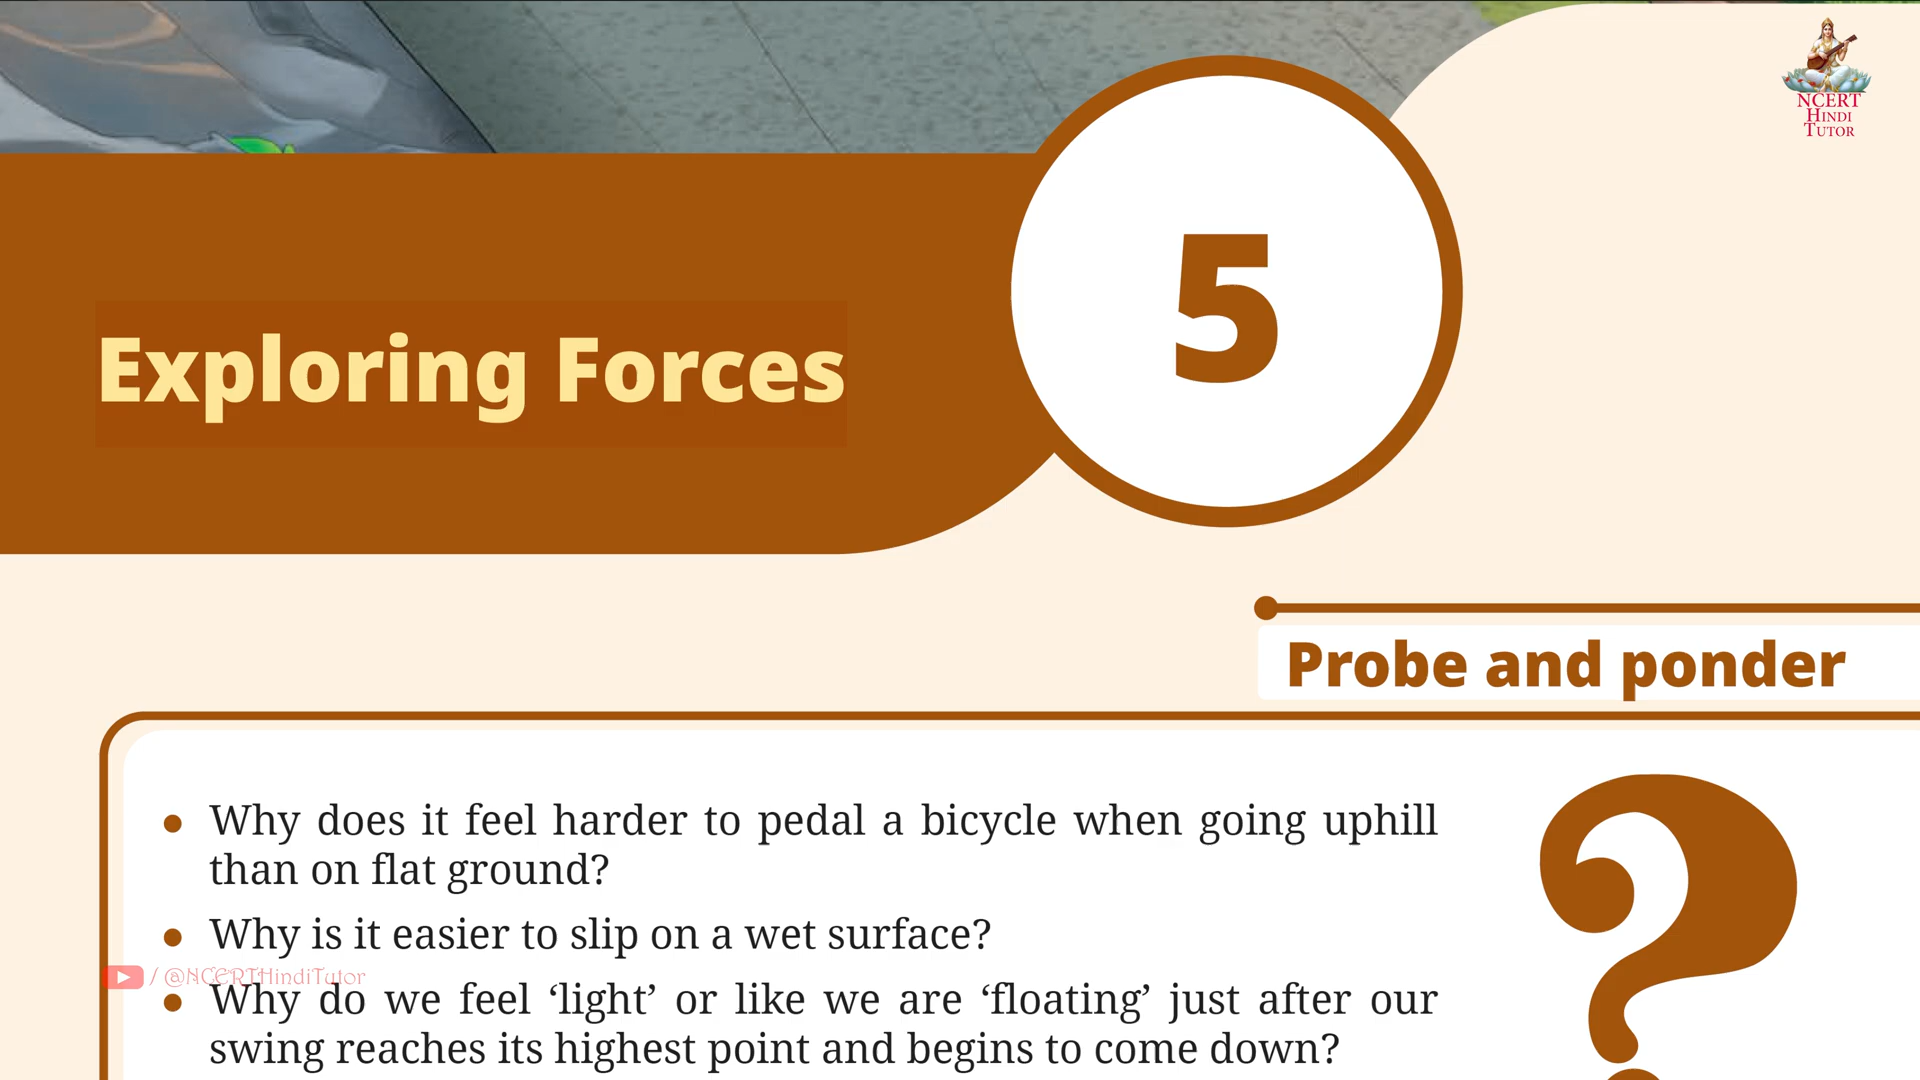 NCERT
HINDI
TUTOR
5
Exploring Forces
Probe and ponder
● Why does it feel harder to pedal a bicycle when going uphill
than on flat ground?
● Why is it easier to slip on a wet surface?
/ @NCERTHindiTutor
● Why do we feel ‘light’ or like we are ‘floating’ just after our
swing reaches its highest point and begins to come down?
?